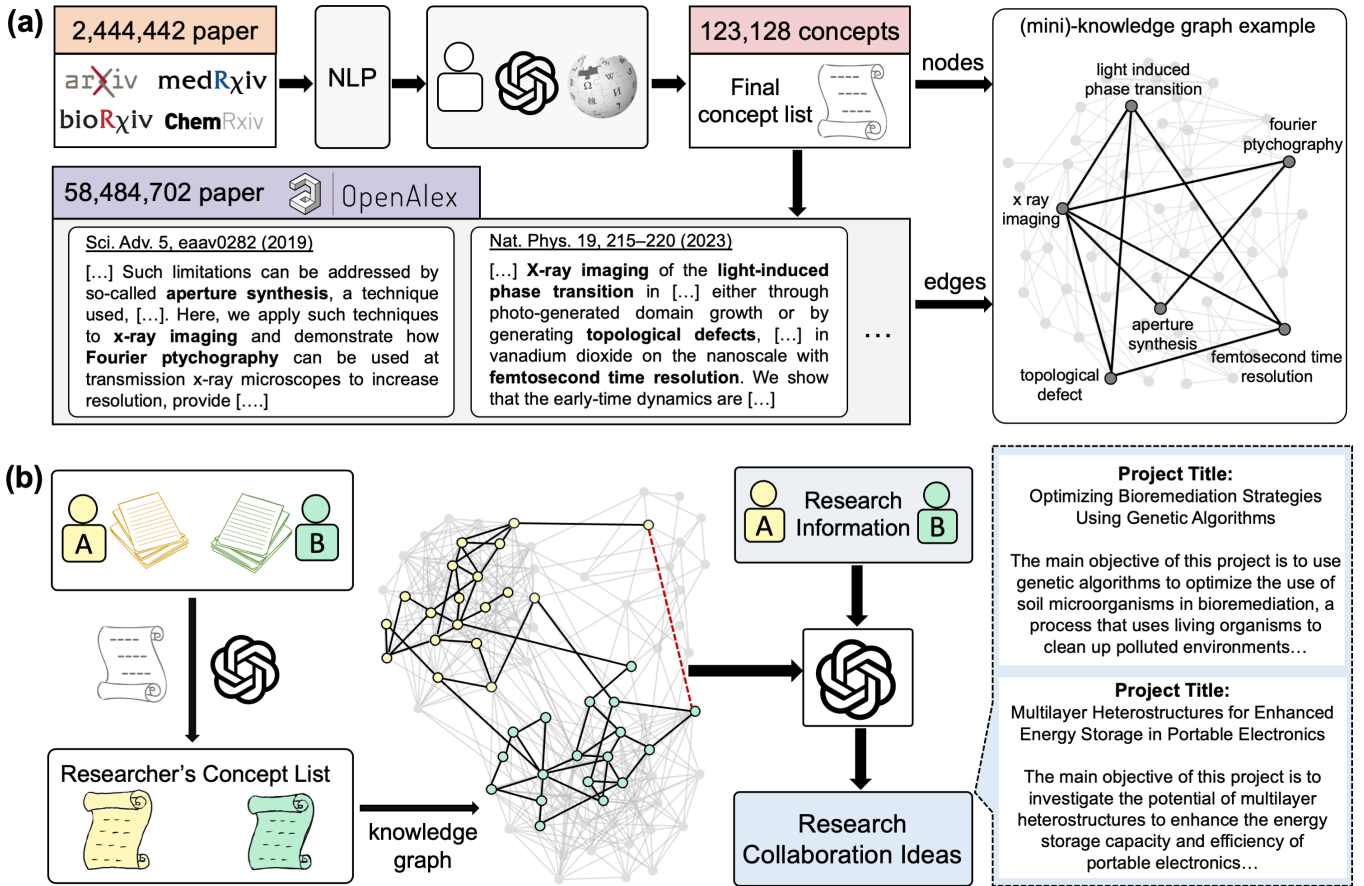 (a)
2,444,442 paper
arXiv
medRxiv
bioRxiv
ChemRxiv
NLP
123,128 concepts
Final
concept list
nodes
58,484,702 paper
OpenAlex
Sci. Adv. 5, eaav0282 (2019)
[…] Such limitations can be addressed by
so-called aperture synthesis, a technique
used, […]. Here, we apply such techniques
to x-ray imaging and demonstrate how
Fourier ptychography can be used at
transmission x-ray microscopes to increase
resolution, provide [….]
Nat. Phys. 19, 215–220 (2023)
[…] X-ray imaging of the light-induced
phase transition in […] either through
photo-generated domain growth or by
generating topological defects, […] in
vanadium dioxide on the nanoscale with
femtosecond time resolution. We show
that the early-time dynamics are […]
...
edges
(mini)-knowledge graph example
light induced
phase transition
fourier
ptychography
x ray
imaging
aperture
synthesis
femtosecond time
resolution
topological
defect
(b)
A
B
Researcher's Concept List
knowledge
graph
A
Research
Information
B
Research
Collaboration Ideas
Project Title:
Optimizing Bioremediation Strategies
Using Genetic Algorithms
The main objective of this project is to use
genetic algorithms to optimize the use of
soil microorganisms in bioremediation, a
process that uses living organisms to
clean up polluted environments…
Project Title:
Multilayer Heterostructures for Enhanced
Energy Storage in Portable Electronics
The main objective of this project is to
investigate the potential of multilayer
heterostructures to enhance the energy
storage capacity and efficiency of
portable electronics…